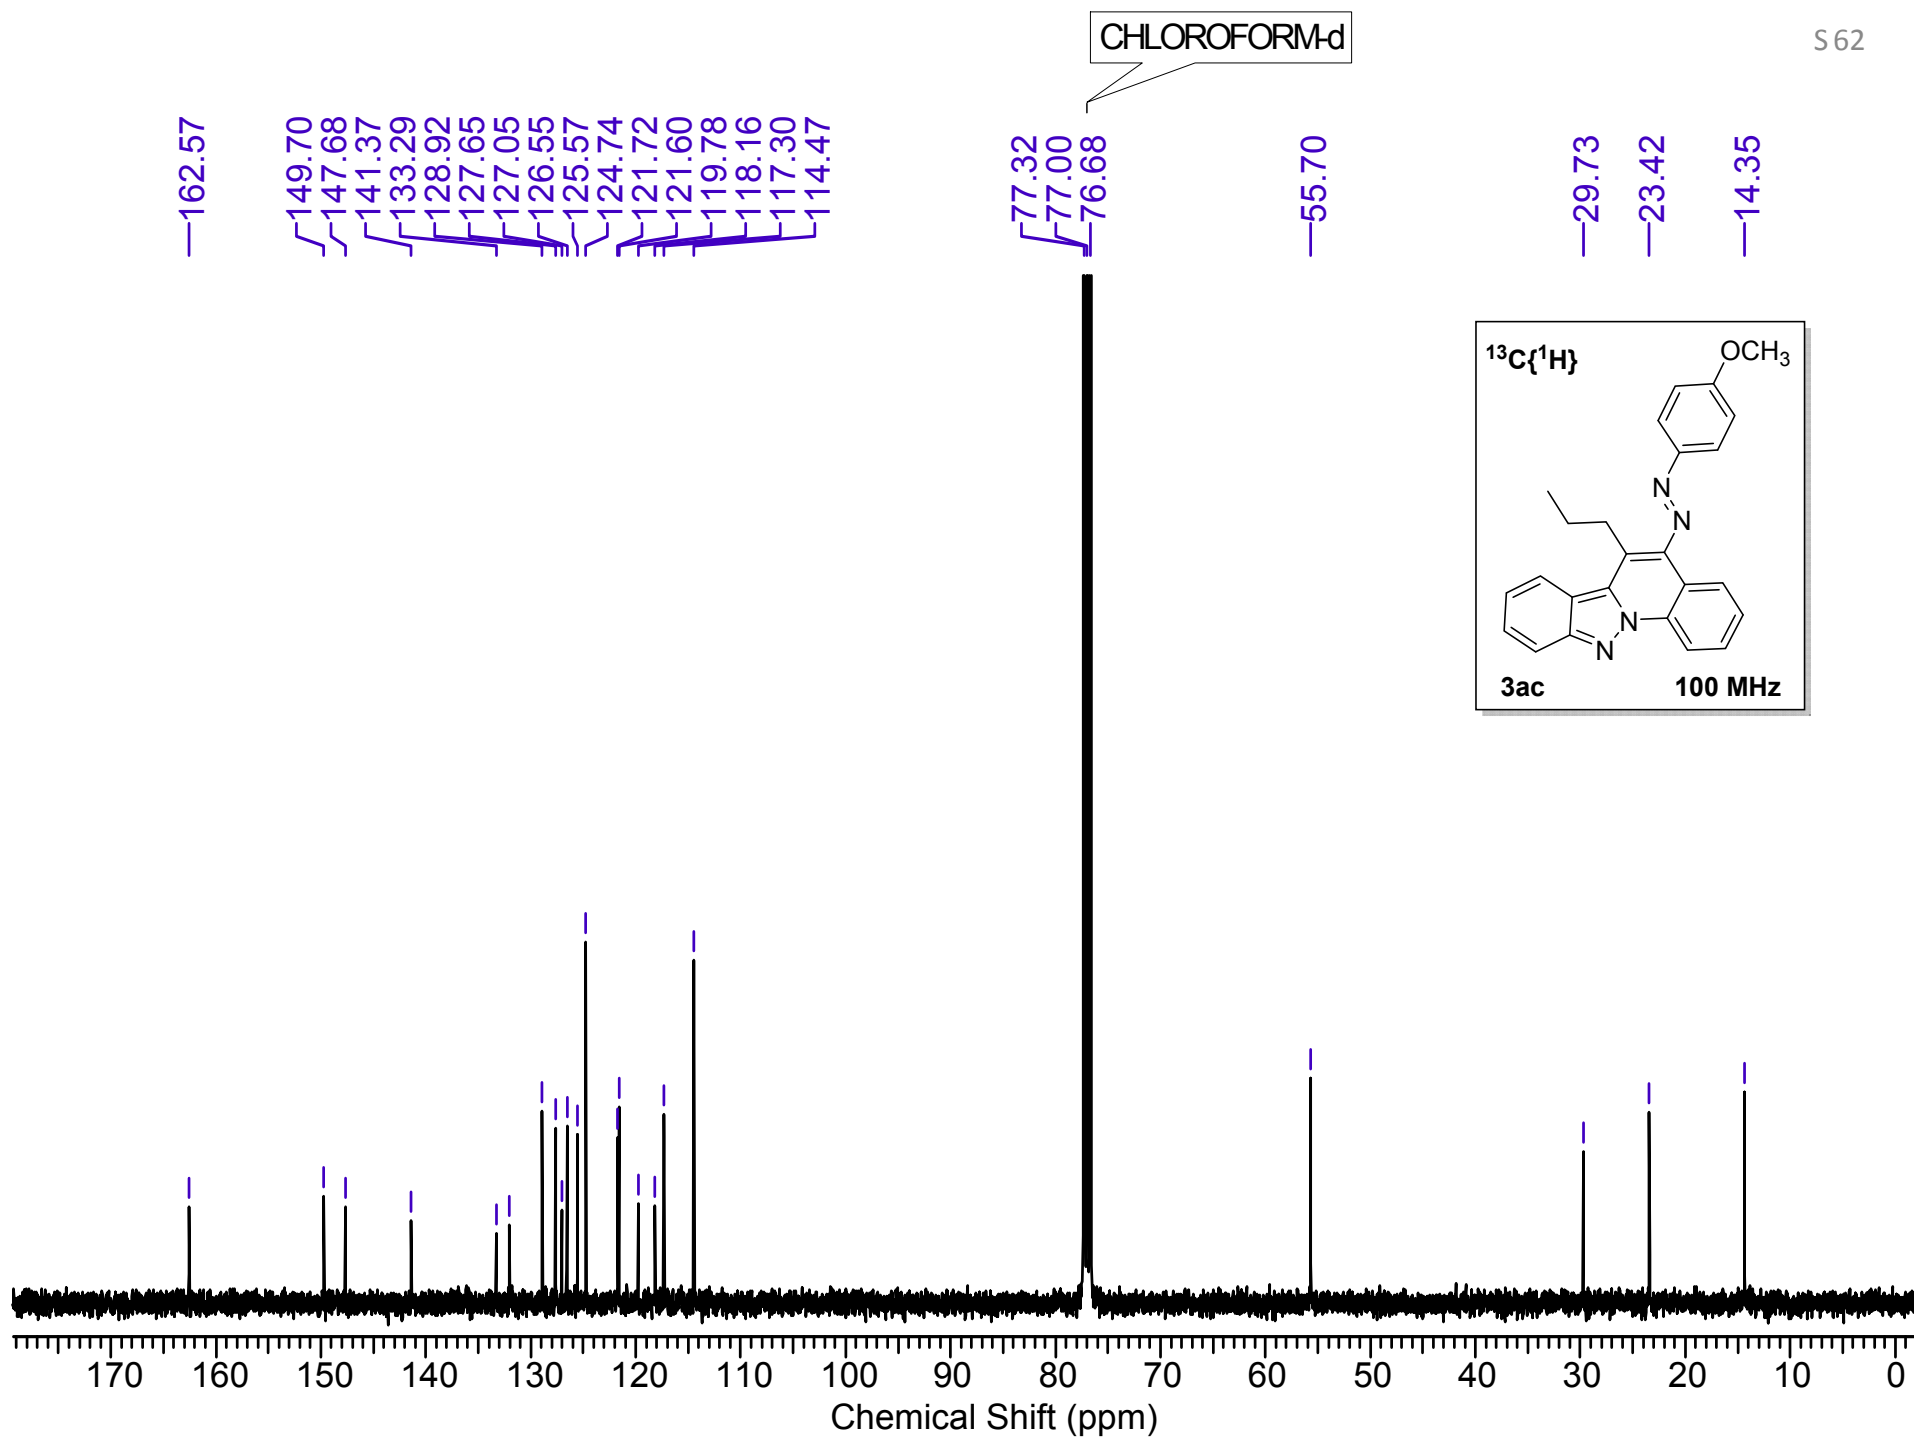 CHLOROFORM-d
S 62
162.57
149.70
147.68
141.37
133.29
128.92
127.65
127.05
126.55
125.57
124.74
121.72
121.60
119.78
118.16
117.30
114.47
77.32
77.00
76.68
55.70
29.73
23.42
14.35
¹³C{¹H}
OCH₃
N
N
N
N
3ac
100 MHz
170 160 150 140 130 120 110 100 90 80 70 60 50 40 30 20 10 0
Chemical Shift (ppm)